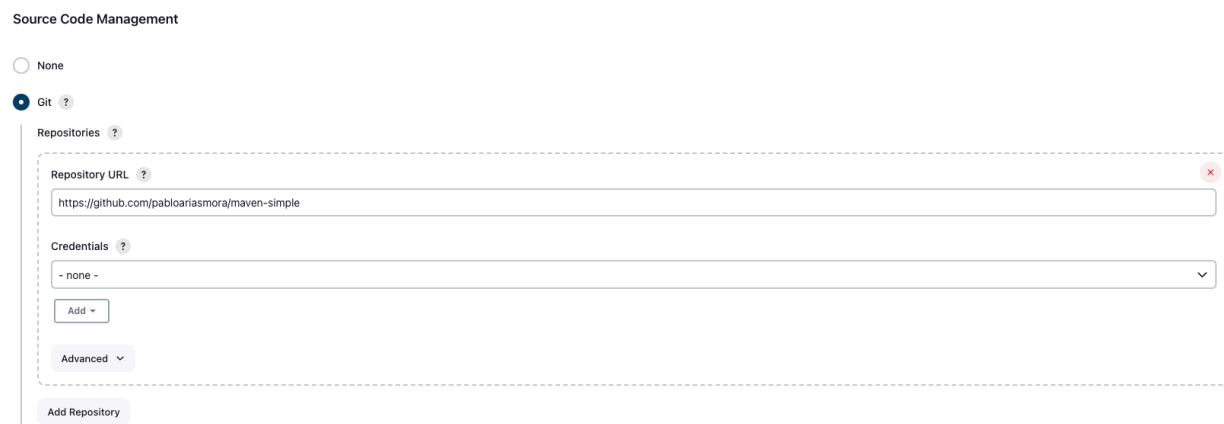 Source Code Management
None
Git ?
Repositories ?
Repository URL ?
https://github.com/pabloariasmora/maven-simple
Credentials ?
- none -
Add
Advanced
Add Repository